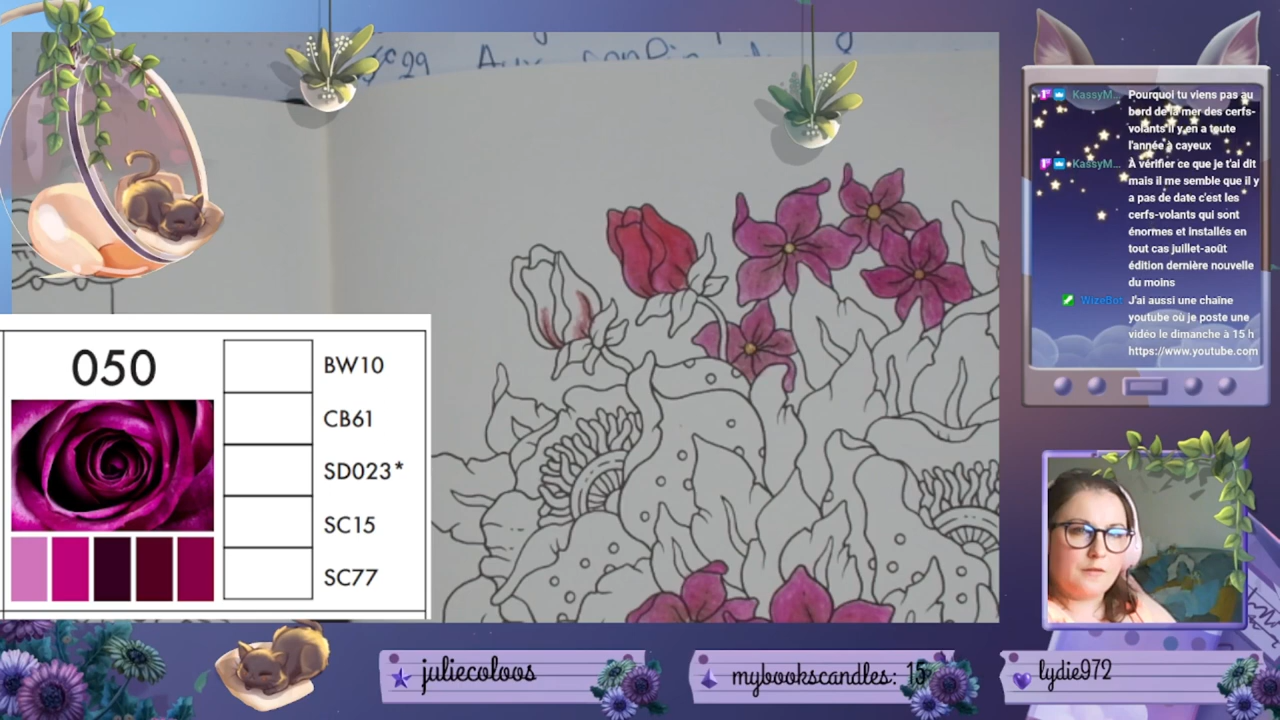 29 Aux
KassyM... Pourquoi tu viens pas au
bord de la mer des cerfs-
volants il y en a toute
l'année à cayeux
KassyM... À vérifier ce que je t'ai dit
mais il me semble que il y
a pas de date c'est les
cerfs-volants qui sont
énormes et installés en
tout cas juillet-août
édition dernière nouvelle
du moins
WizeBot J'ai aussi une chaîne
youtube où je poste une
vidéo le dimanche à 15 h
https://www.youtube.com
050
BW10
CB61
SD023*
SC15
SC77
juliecoloos
mybookscandles: 15
lydie972